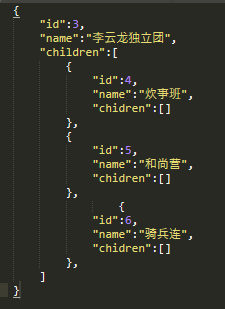 {
"id":3,
"name":"李云龙独立团",
"children":[
{
"id":4,
"name":"炊事班",
"chidren":[]
},
{
"id":5,
"name":"和尚营",
"chidren":[]
},
{
"id":6,
"name":"骑兵连",
"chidren":[]
},
]
}